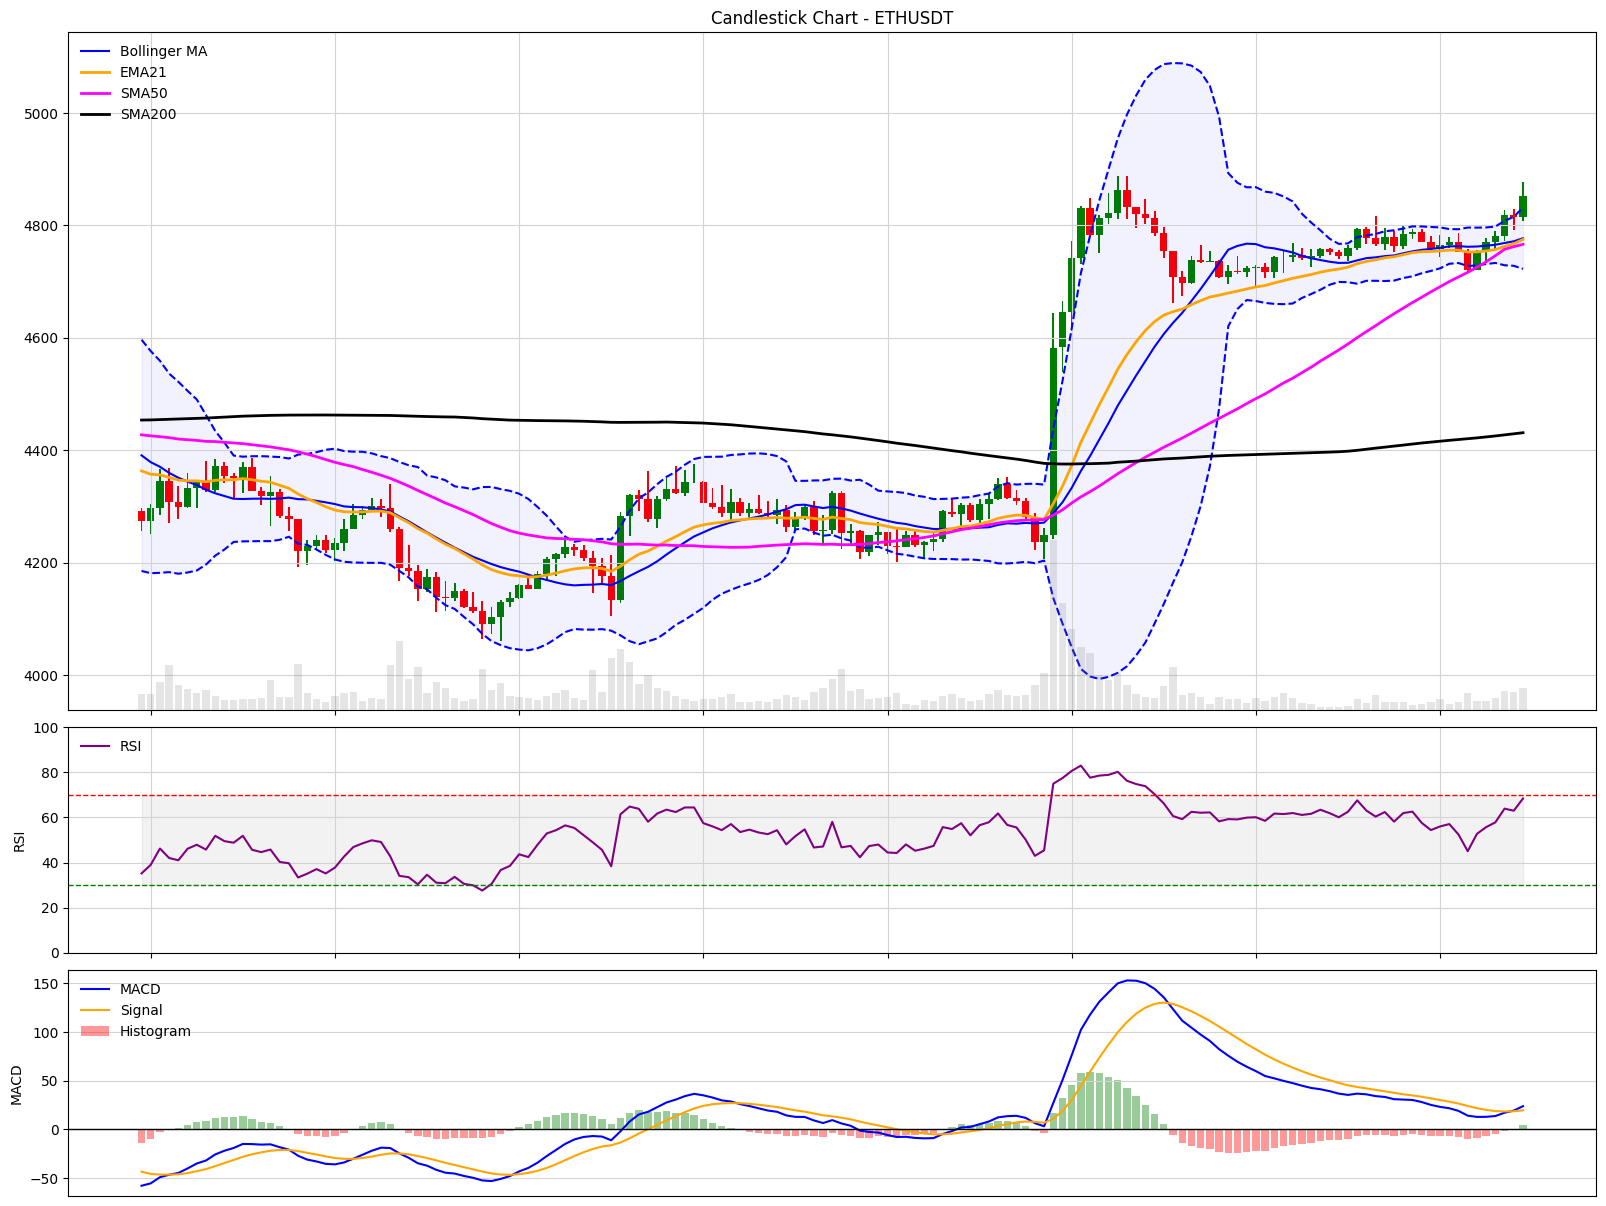 Candlestick Chart - ETHUSDT
Bollinger MA
EMA21
SMA50
SMA200
5000
4800
4600
4400
4200
4000
RSI
RSI
100
80
60
40
20
0
MACD
Signal
Histogram
MACD
150
100
50
0
−50